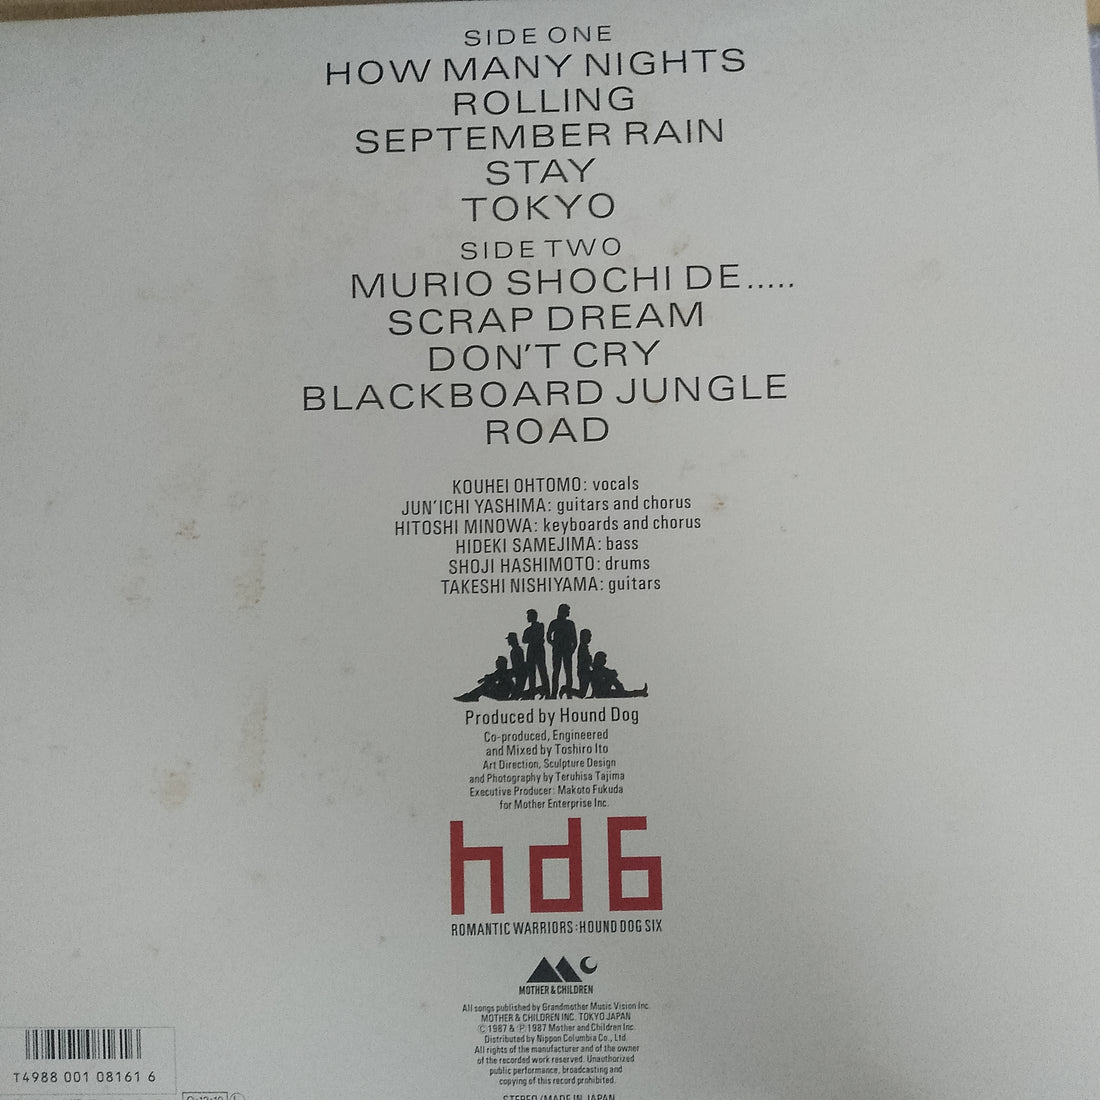 SIDE ONE
HOW MANY NIGHTS
ROLLING
SEPTEMBER RAIN
STAY
TOKYO
SIDE TWO
MURIO SHOCHI DE.....
SCRAP DREAM
DON'T CRY
BLACKBOARD JUNGLE
ROAD
KOUHEI OHTOMO: vocals
JUN'ICHI YASHIMA: guitars and chorus
HITOSHI MINOWA: keyboards and chorus
HIDEKI SAMEJIMA: bass
SHOJI HASHIMOTO: drums
TAKESHI NISHIYAMA: guitars
Produced by Hound Dog
Co-produced, Engineered
and Mixed by Toshiro Ito
Art Direction, Sculpture Design
and Photography by Teruhisa Tajima
Executive Producer: Makoto Fukuda
for Mother Enterprise Inc.
hd6
ROMANTIC WARRIORS:HOUND DOG SIX
MOTHER & CHILDREN
All songs published by Grandmother Music Vision Inc.
MOTHER & CHILDREN INC. TOKYO JAPAN
Ⓒ1987 & Ⓟ1987 Mother and Children Inc.
Distributed by Nippon Columbia Co., Ltd.
All rights of the manufacturer and of the owner
of the recorded work reserved. Unauthorized
public performance, broadcasting and
copying of this record prohibited.
STEREO/MADE IN JAPAN
T4988 001 08161 6